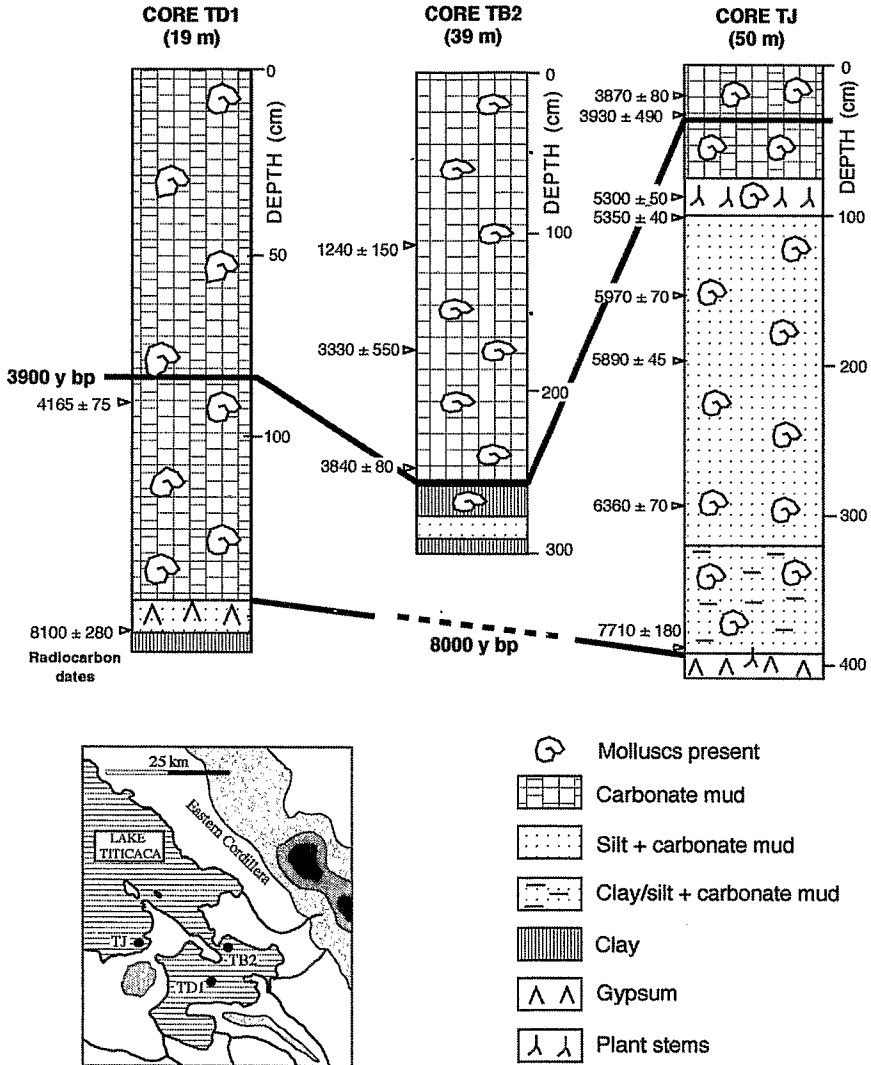 CORE TD1
(19 m)
0
50
100
DEPTH (cm)
3900 y bp
4165 ± 75
8100 ± 280
Radiocarbon
dates
CORE TB2
(39 m)
0
100
200
300
DEPTH (cm)
1240 ± 150
3330 ± 550
3840 ± 80
8000 y bp
CORE TJ
(50 m)
0
100
200
300
400
DEPTH (cm)
3870 ± 80
3930 ± 490
5300 ± 50
5350 ± 40
5970 ± 70
5890 ± 45
6360 ± 70
7710 ± 180
25 km
Eastern Cordillera
LAKE
TITICACA
TJ
TB2
TD1
Molluscs present
Carbonate mud
Silt + carbonate mud
Clay/silt + carbonate mud
Clay
Gypsum
Plant stems